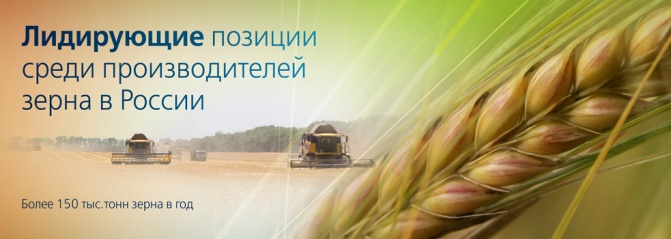 Лидирующие позиции
среди производителей
зерна в России
Более 150 тыс.тонн зерна в год